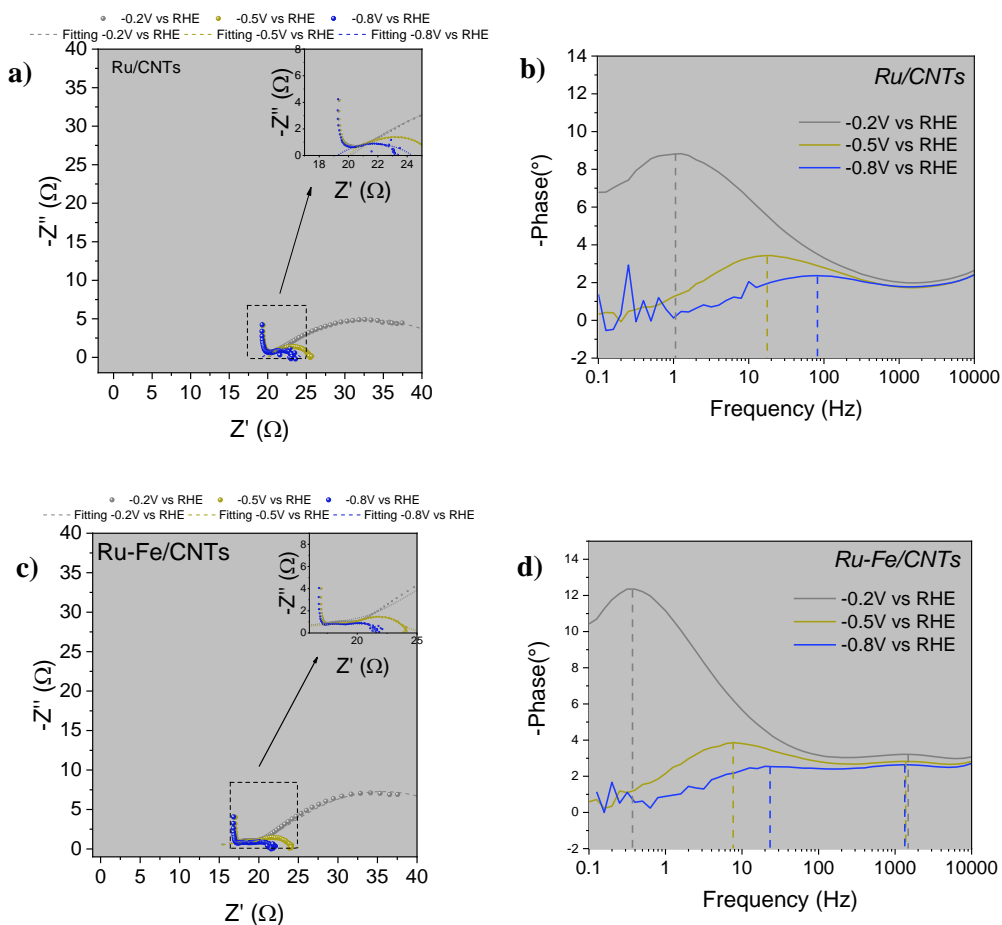 -0.2V vs RHE -0.5V vs RHE -0.8V vs RHE
Fitting -0.2V vs RHE Fitting -0.5V vs RHE Fitting -0.8V vs RHE
a)
Ru/CNTs
-Z'' (Ω)
40
35
30
25
20
15
10
5
0
0 5 10 15 20 25 30 35 40
Z' (Ω)
-Z'' (Ω)
8
6
4
2
0
18 20 22 24
Z' (Ω)
b)
Ru/CNTs
-0.2V vs RHE
-0.5V vs RHE
-0.8V vs RHE
-Phase(°)
14
12
10
8
6
4
2
0
-2
0.1 1 10 100 1000 10000
Frequency (Hz)
-0.2V vs RHE -0.5V vs RHE -0.8V vs RHE
Fitting -0.2V vs RHE Fitting -0.5V vs RHE Fitting -0.8V vs RHE
c)
Ru-Fe/CNTs
-Z'' (Ω)
40
35
30
25
20
15
10
5
0
0 5 10 15 20 25 30 35 40
Z' (Ω)
-Z'' (Ω)
8
6
4
2
0
20 25
Z' (Ω)
d)
Ru-Fe/CNTs
-0.2V vs RHE
-0.5V vs RHE
-0.8V vs RHE
-Phase(°)
14
12
10
8
6
4
2
0
-2
0.1 1 10 100 1000 10000
Frequency (Hz)